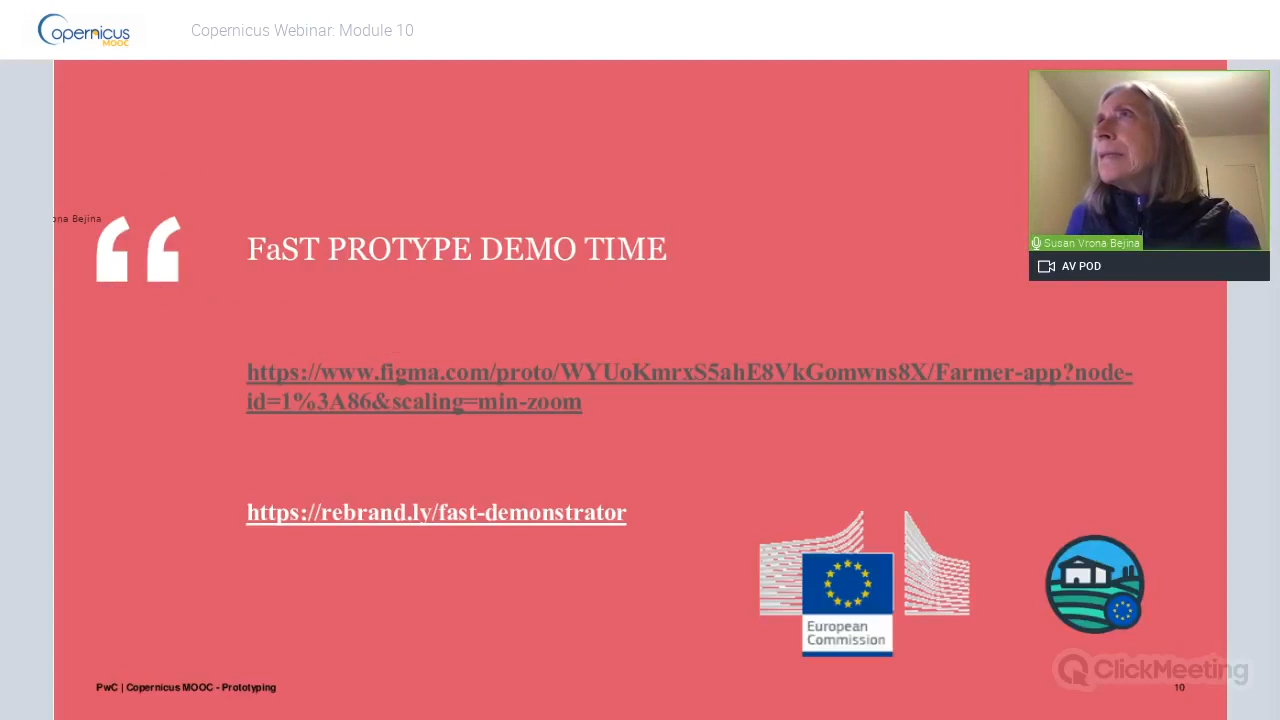 Copernicus
MOOC
Copernicus Webinar: Module 10
ona Bejina
FaST PROTYPE DEMO TIME
Susan Vrona Bejina
AV POD
https://www.figma.com/proto/WYUoKmrxS5ahE8VkGomwns8X/Farmer-app?node-
id=1%3A86&scaling=min-zoom
https://rebrand.ly/fast-demonstrator
European
Commission
ClickMeeting
PwC | Copernicus MOOC - Prototyping
10